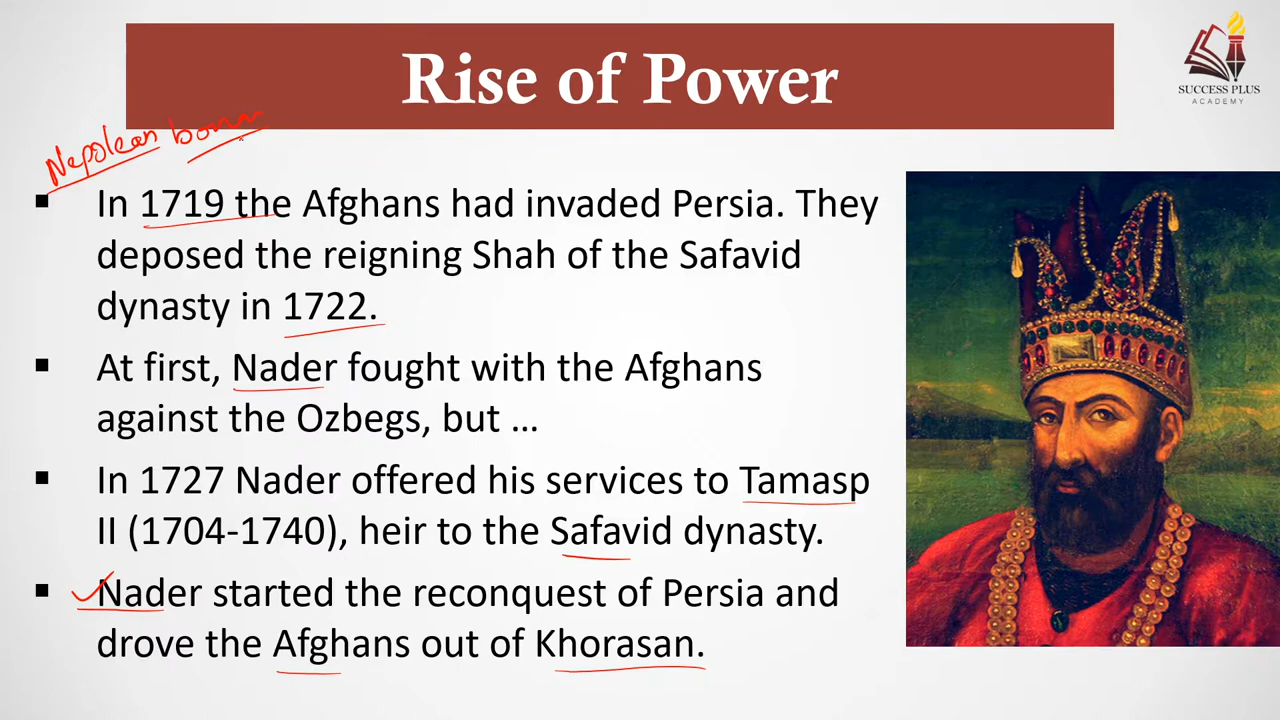 Rise of Power
SUCCESS PLUS
ACADEMY
Nepolean
▪ In 1719 the Afghans had invaded Persia. They
deposed the reigning Shah of the Safavid
dynasty in 1722.
▪ At first, Nader fought with the Afghans
against the Ozbegs, but ...
▪ In 1727 Nader offered his services to Tamasp
II (1704-1740), heir to the Safavid dynasty.
▪ Nader started the reconquest of Persia and
drove the Afghans out of Khorasan.